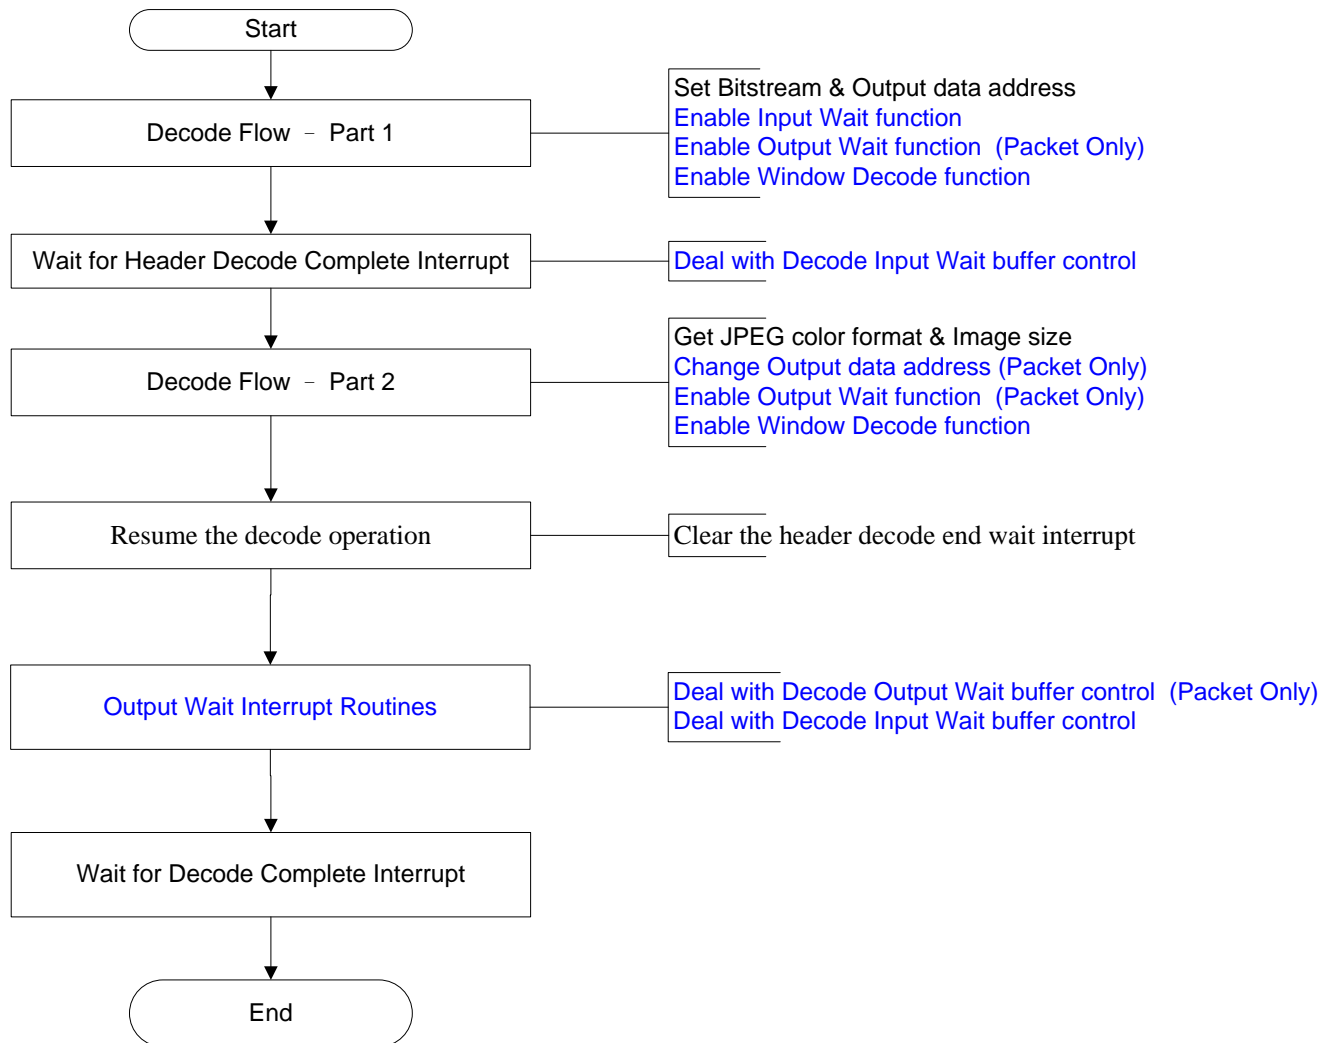 Start
Decode Flow – Part 1
Set Bitstream & Output data address
Enable Input Wait function
Enable Output Wait function (Packet Only)
Enable Window Decode function
Wait for Header Decode Complete Interrupt
Deal with Decode Input Wait buffer control
Decode Flow – Part 2
Get JPEG color format & Image size
Change Output data address (Packet Only)
Enable Output Wait function (Packet Only)
Enable Window Decode function
Resume the decode operation
Clear the header decode end wait interrupt
Output Wait Interrupt Routines
Deal with Decode Output Wait buffer control (Packet Only)
Deal with Decode Input Wait buffer control
Wait for Decode Complete Interrupt
End